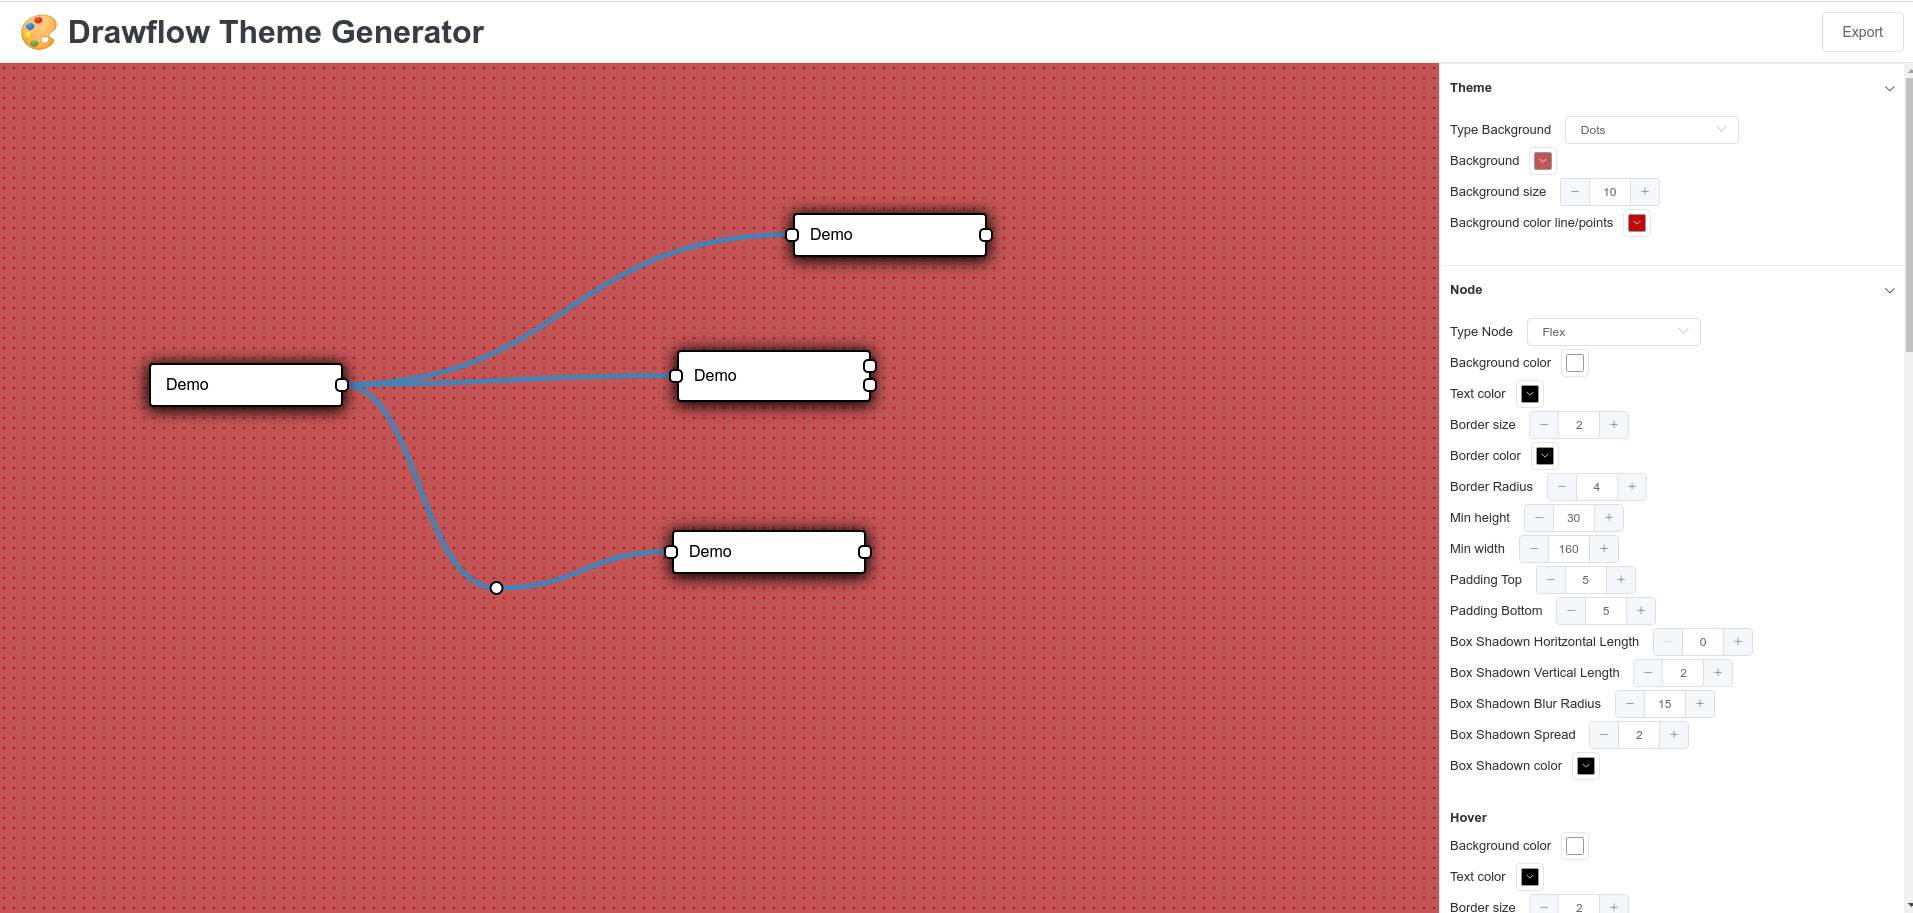 Drawflow Theme Generator
Export
Demo
Demo
Demo
Demo
Theme
Type Background Dots
Background
Background size 10
Background color line/points
Node
Type Node Flex
Background color
Text color
Border size 2
Border color
Border Radius 4
Min height 30
Min width 160
Padding Top 5
Padding Bottom 5
Box Shadown Horitzontal Length 0
Box Shadown Vertical Length 2
Box Shadown Blur Radius 15
Box Shadown Spread 2
Box Shadown color
Hover
Background color
Text color
Border size 2